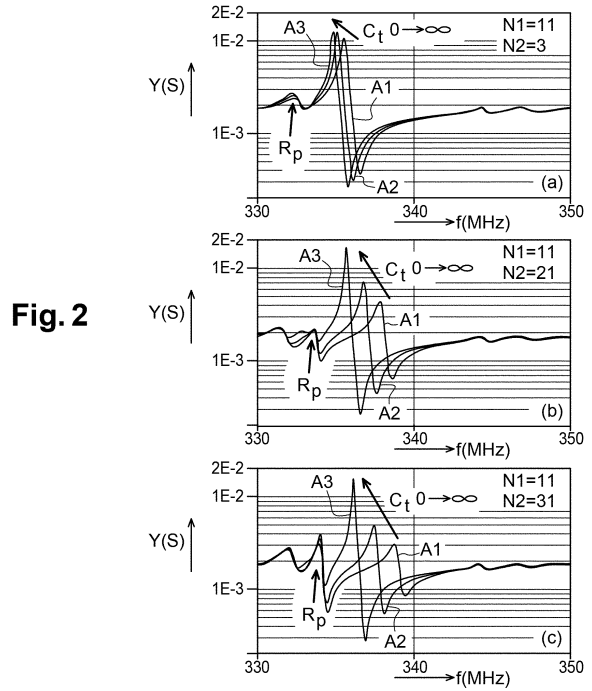 Fig. 2
2E-2
1E-2
1E-3
Y(S)
A3
Ct 0→∞
N1=11
N2=3
A1
Rp
A2
(a)
330
340
350
f(MHz)
2E-2
1E-2
1E-3
Y(S)
A3
Ct 0→∞
N1=11
N2=21
A1
Rp
A2
(b)
330
340
350
f(MHz)
2E-2
1E-2
1E-3
Y(S)
A3
Ct 0→∞
N1=11
N2=31
A1
Rp
A2
(c)
330
340
350
f(MHz)